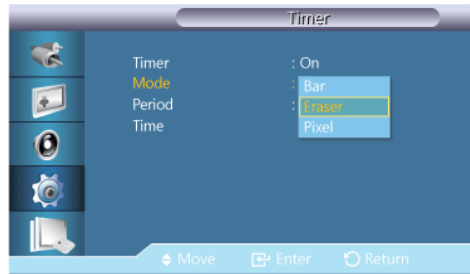 Timer
Timer : On
Mode : Bar
Period : Eraser
Time Pixel
Move Enter Return